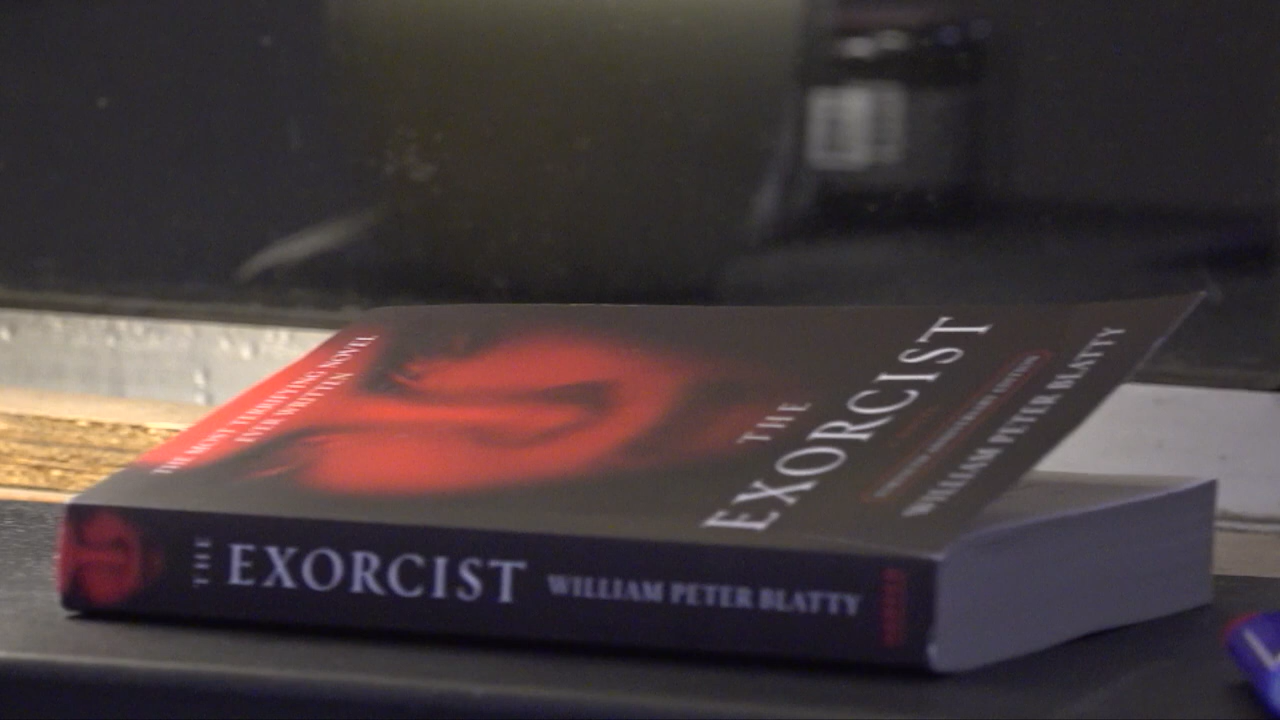 THE MOST TERRIFYING NOVEL
EVER WRITTEN
THE
EXORCIST
WILLIAM PETER BLATTY
THE EXORCIST WILLIAM PETER BLATTY